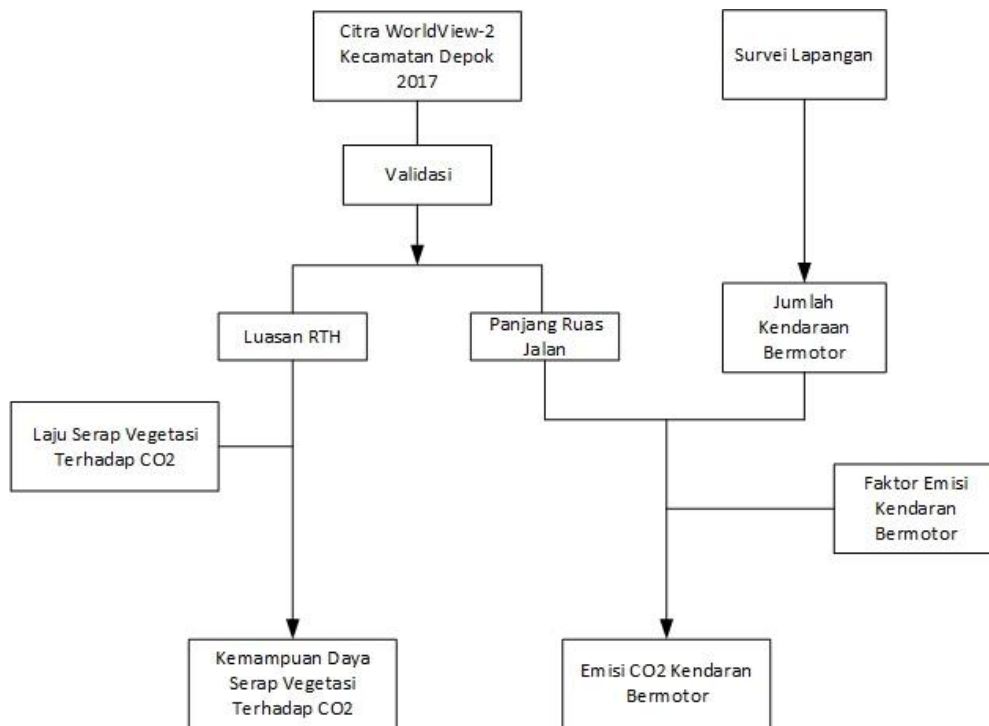 Citra WorldView-2
Kecamatan Depok
2017
Survei Lapangan
Validasi
Luasan RTH
Panjang Ruas
Jalan
Jumlah
Kendaraan
Bermotor
Laju Serap Vegetasi
Terhadap CO2
Faktor Emisi
Kendaran
Bermotor
Kemampuan Daya
Serap Vegetasi
Terhadap CO2
Emisi CO2 Kendaran
Bermotor